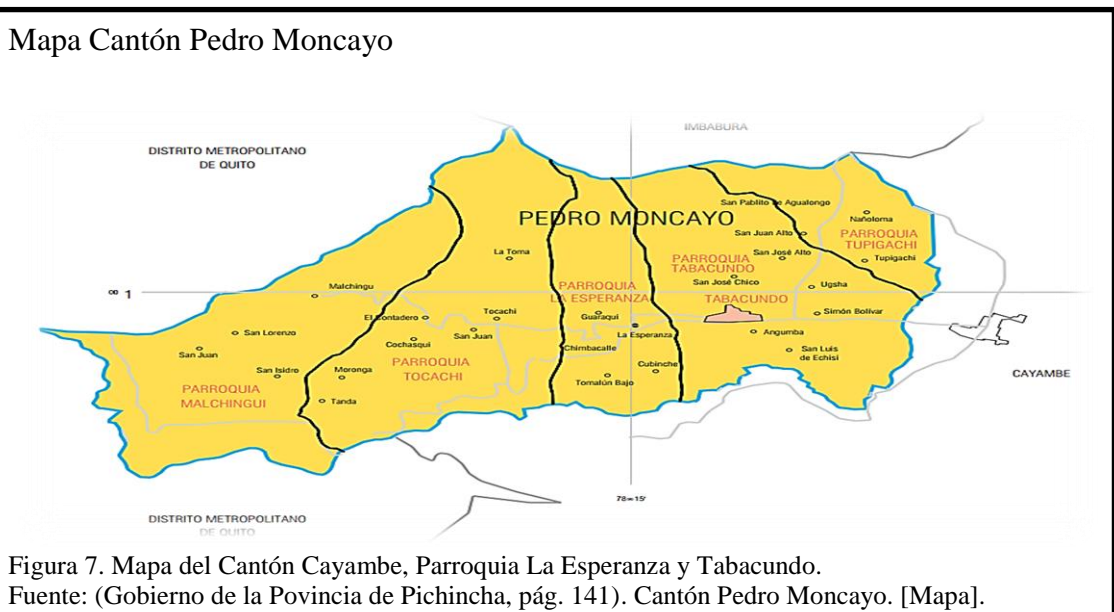 Mapa Cantón Pedro Moncayo
IMBABURA
DISTRITO METROPOLITANO
DE QUITO
San Pablito de Agualongo
Nañoloma
PEDRO MONCAYO
San Juan Alto
PARROQUIA
TUPIGACHI
La Toma
PARROQUIA
TABACUNDO
San José Alto
Tupigachi
San José Chico
Malchingu
PARROQUIA
LA ESPERANZA
Ugsha
∞ 1
TABACUNDO
El Contadero
Tocachi
Guaraqui
Simón Bolívar
San Lorenzo
San Juan
La Esperanza
Angumba
Cochasqui
San Juan
Chimbacalle
San Luis
de Echisi
San Isidro
Moronga
PARROQUIA
TOCACHI
Cubinche
Tomalún Bajo
CAYAMBE
PARROQUIA
MALCHINGUI
Tanda
78∞15'
DISTRITO METROPOLITANO
DE QUITO
Figura 7. Mapa del Cantón Cayambe, Parroquia La Esperanza y Tabacundo.
Fuente: (Gobierno de la Povincia de Pichincha, pág. 141). Cantón Pedro Moncayo. [Mapa].